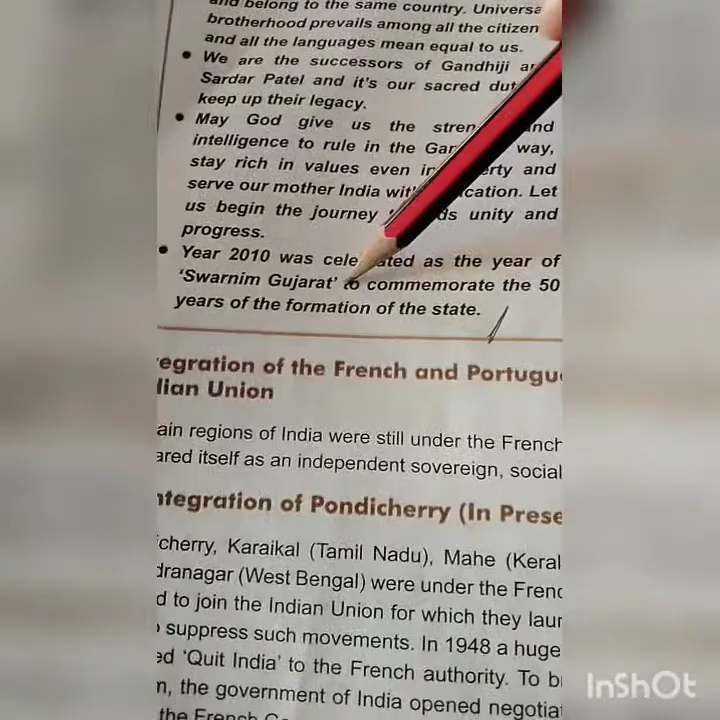 and belong to the same country. Universa
brotherhood prevails among all the citizen
and all the languages mean equal to us.
• We are the successors of Gandhiji ar
Sardar Patel and it's our sacred dut
keep up their legacy.
• May God give us the stren and
intelligence to rule in the Gar way,
stay rich in values even in erty and
serve our mother India wit cation. Let
us begin the journey ds unity and
progress.
• Year 2010 was cele ated as the year of
'Swarnim Gujarat' to commemorate the 50
years of the formation of the state.
egration of the French and Portugu
dian Union
ain regions of India were still under the French
ared itself as an independent sovereign, social
ntegration of Pondicherry (In Prese
icherry, Karaikal (Tamil Nadu), Mahe (Keral
dranagar (West Bengal) were under the Frenc
d to join the Indian Union for which they laur
o suppress such movements. In 1948 a huge
ed 'Quit India' to the French authority. To b
n, the government of India opened negotia
the French
InShOt